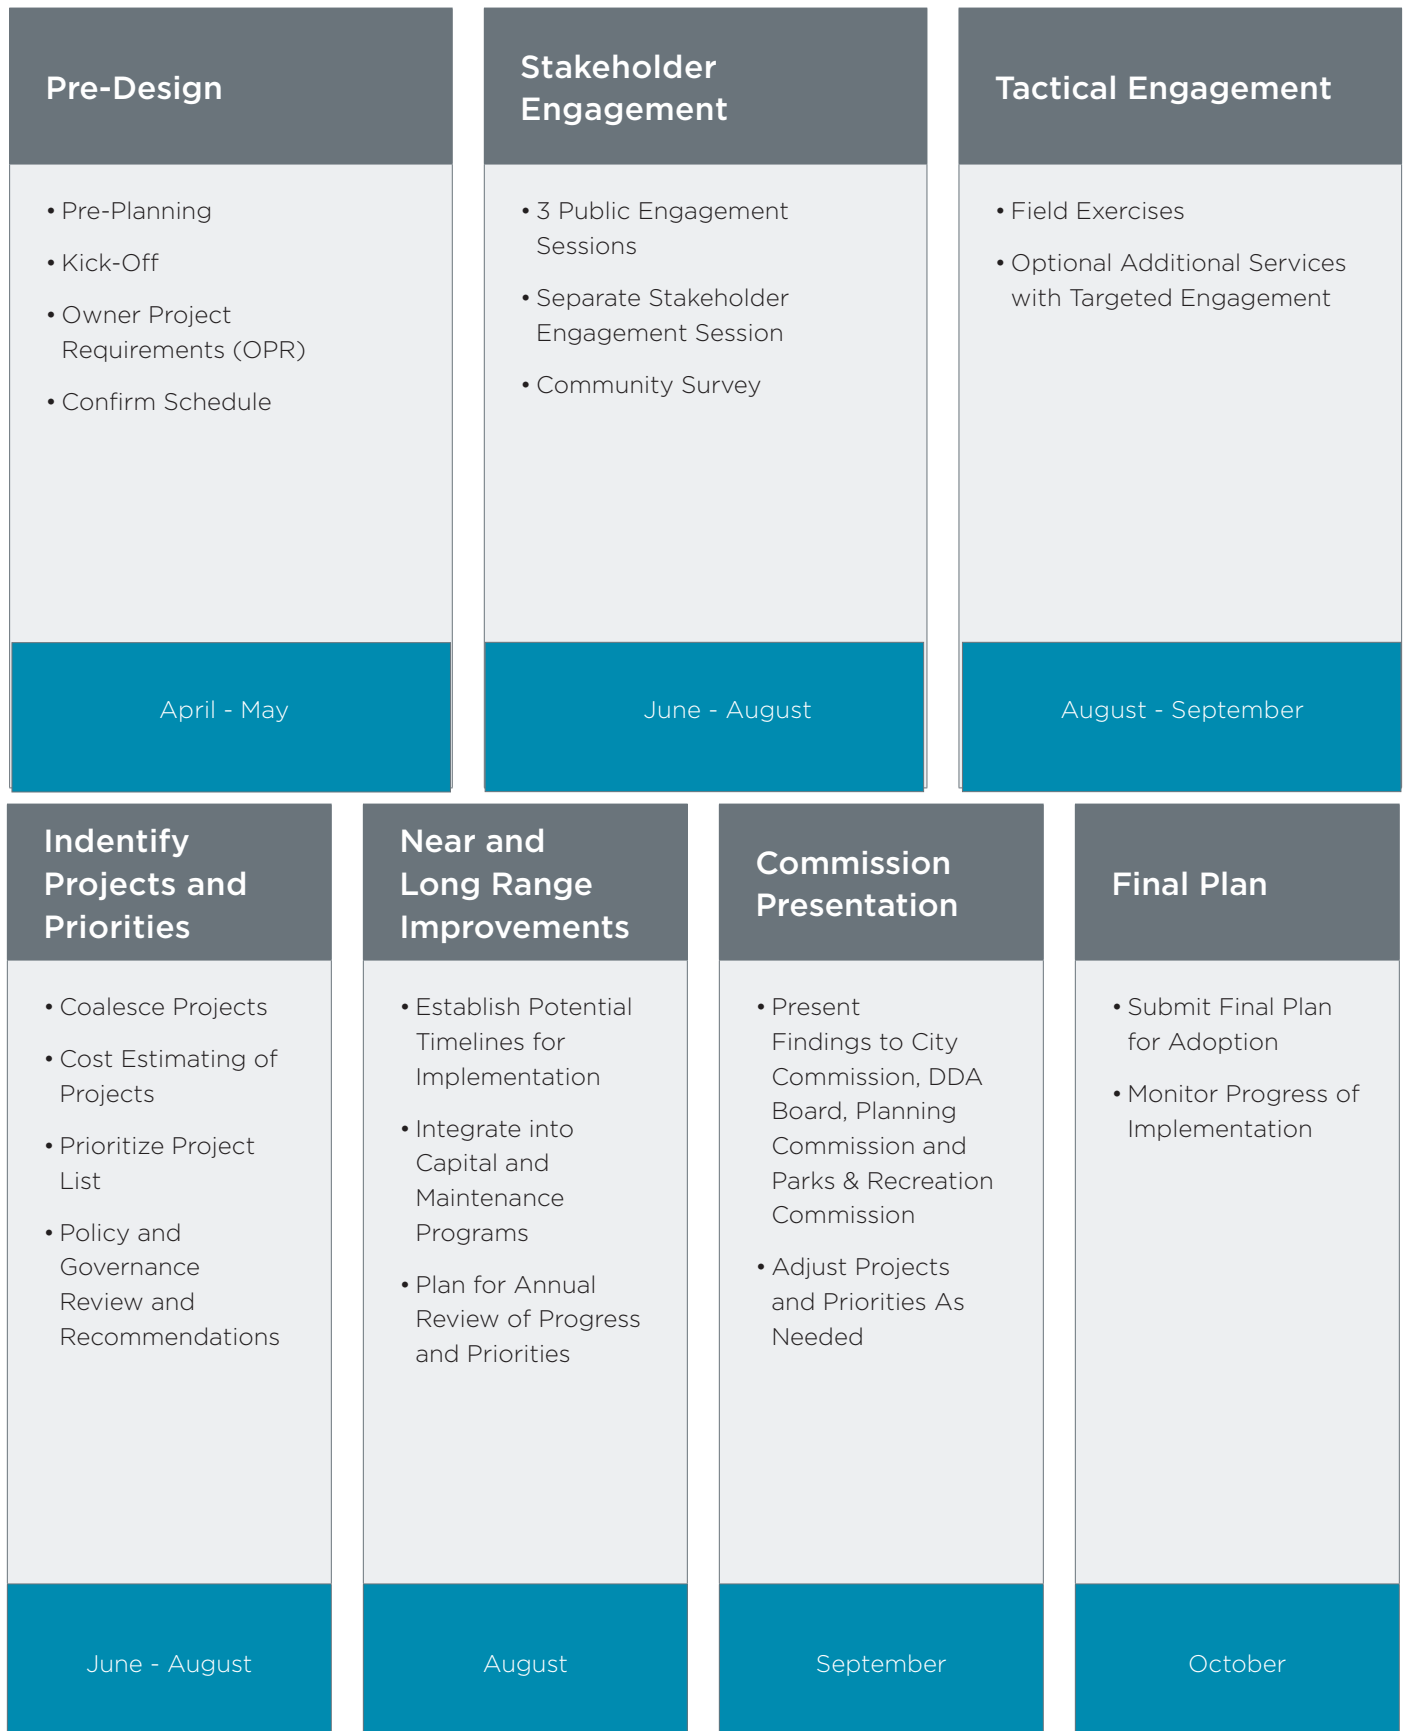 Pre-Design
• Pre-Planning
• Kick-Off
• Owner Project
Requirements (OPR)
• Confirm Schedule
April - May
Stakeholder
Engagement
• 3 Public Engagement
Sessions
• Separate Stakeholder
Engagement Session
• Community Survey
June - August
Tactical Engagement
• Field Exercises
• Optional Additional Services
with Targeted Engagement
August - September
Indentify
Projects and
Priorities
• Coalesce Projects
• Cost Estimating of
Projects
• Prioritize Project
List
• Policy and
Governance
Review and
Recommendations
June - August
Near and
Long Range
Improvements
• Establish Potential
Timelines for
Implementation
• Integrate into
Capital and
Maintenance
Programs
• Plan for Annual
Review of Progress
and Priorities
August
Commission
Presentation
• Present
Findings to City
Commission, DDA
Board, Planning
Commission and
Parks & Recreation
Commission
• Adjust Projects
and Priorities As
Needed
September
Final Plan
• Submit Final Plan
for Adoption
• Monitor Progress of
Implementation
October